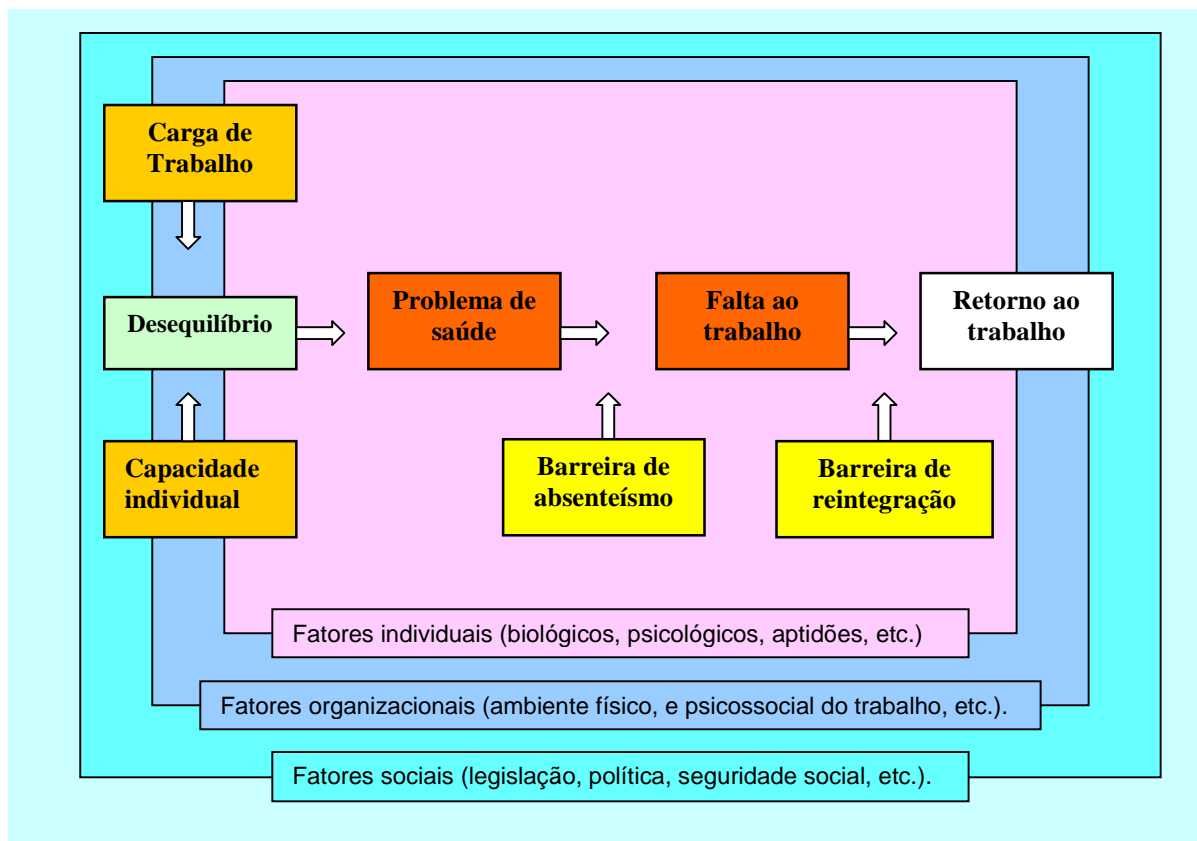 Carga de
Trabalho
Desequilíbrio
Problema de
saúde
Falta ao
trabalho
Retorno ao
trabalho
Capacidade
individual
Barreira de
absenteísmo
Barreira de
reintegração
Fatores individuais (biológicos, psicológicos, aptidões, etc.)
Fatores organizacionais (ambiente físico, e psicossocial do trabalho, etc.).
Fatores sociais (legislação, política, seguridade social, etc.).